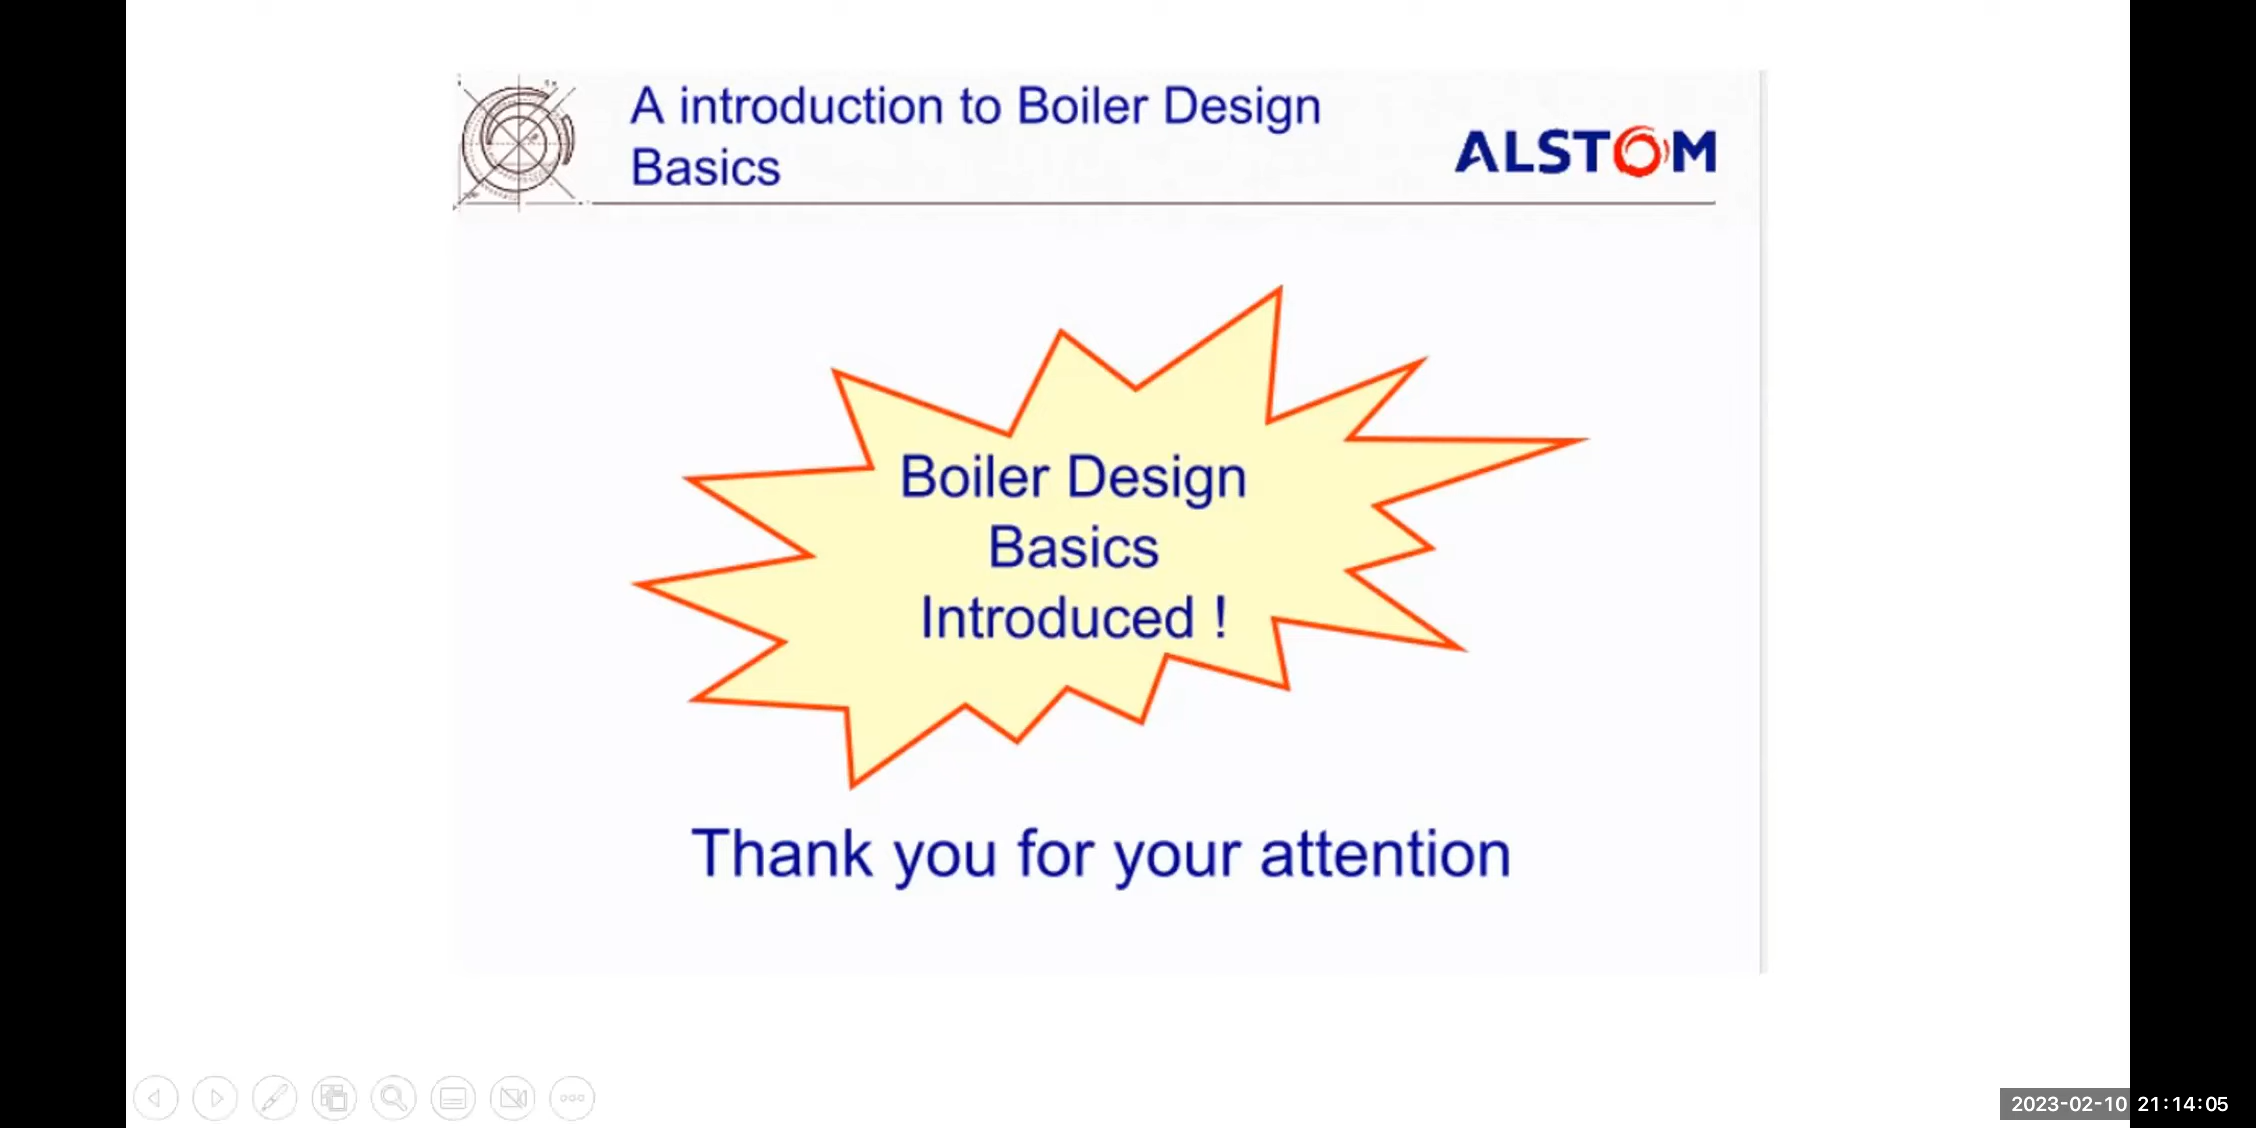 A introduction to Boiler Design
Basics
ALSTOM
Boiler Design
Basics
Introduced !
Thank you for your attention
2023-02-10 21:14:05